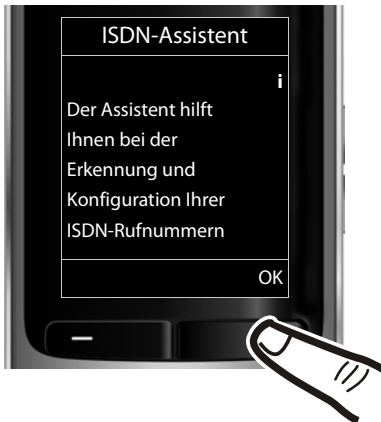 ISDN-Assistent
i
Der Assistent hilft
Ihnen bei der
Erkennung und
Konfiguration Ihrer
ISDN-Rufnummern
OK